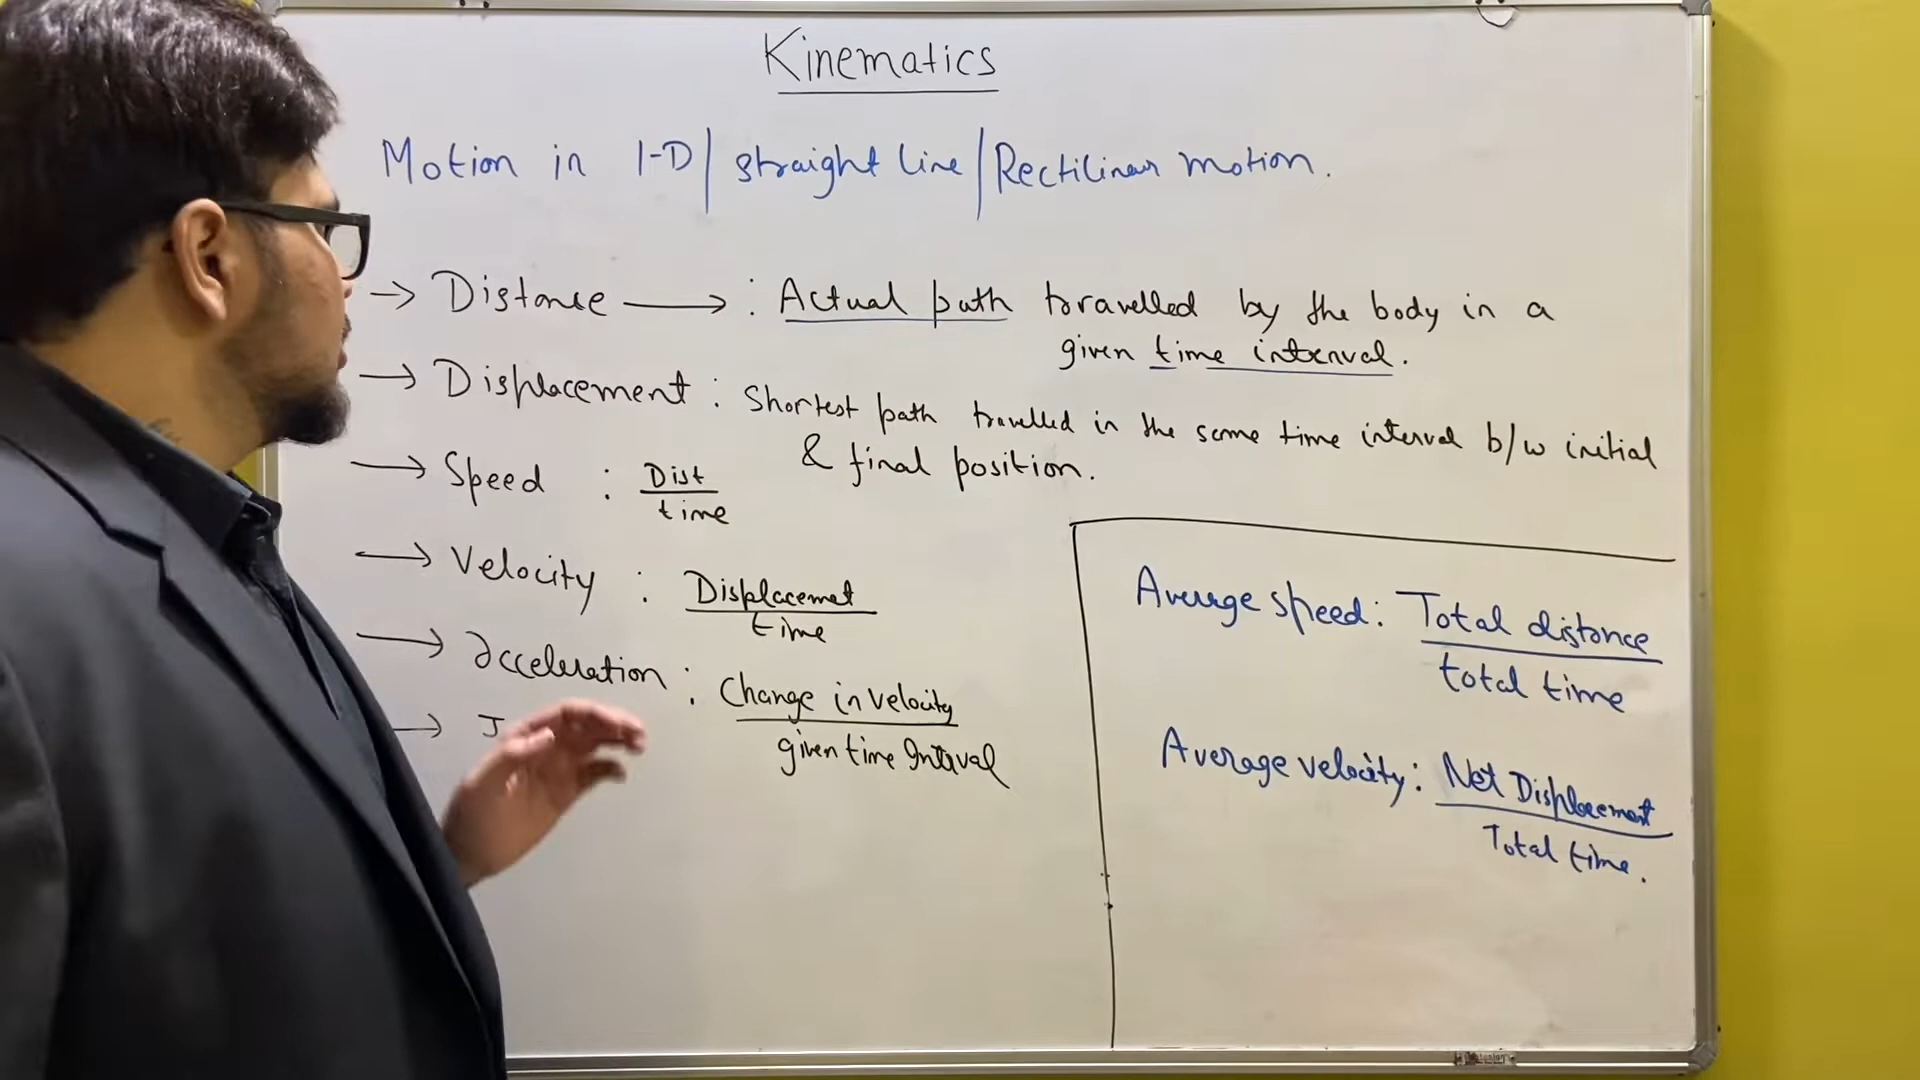 Kinematics
Motion in 1-D/ straight line/Rectilinear motion.
→ Distance → : Actual path travelled by the body in a
given time interval.
→ Displacement : Shortest path travelled in the same time interval b/w initial
& final position.
→ Speed : Dist
time
→ Velocity : Displacemet
time
→ acceleration : Change in velocity
given time Interval
→ J
Average speed : Total distance
total time
Average velocity : Net Displacement
Total time.